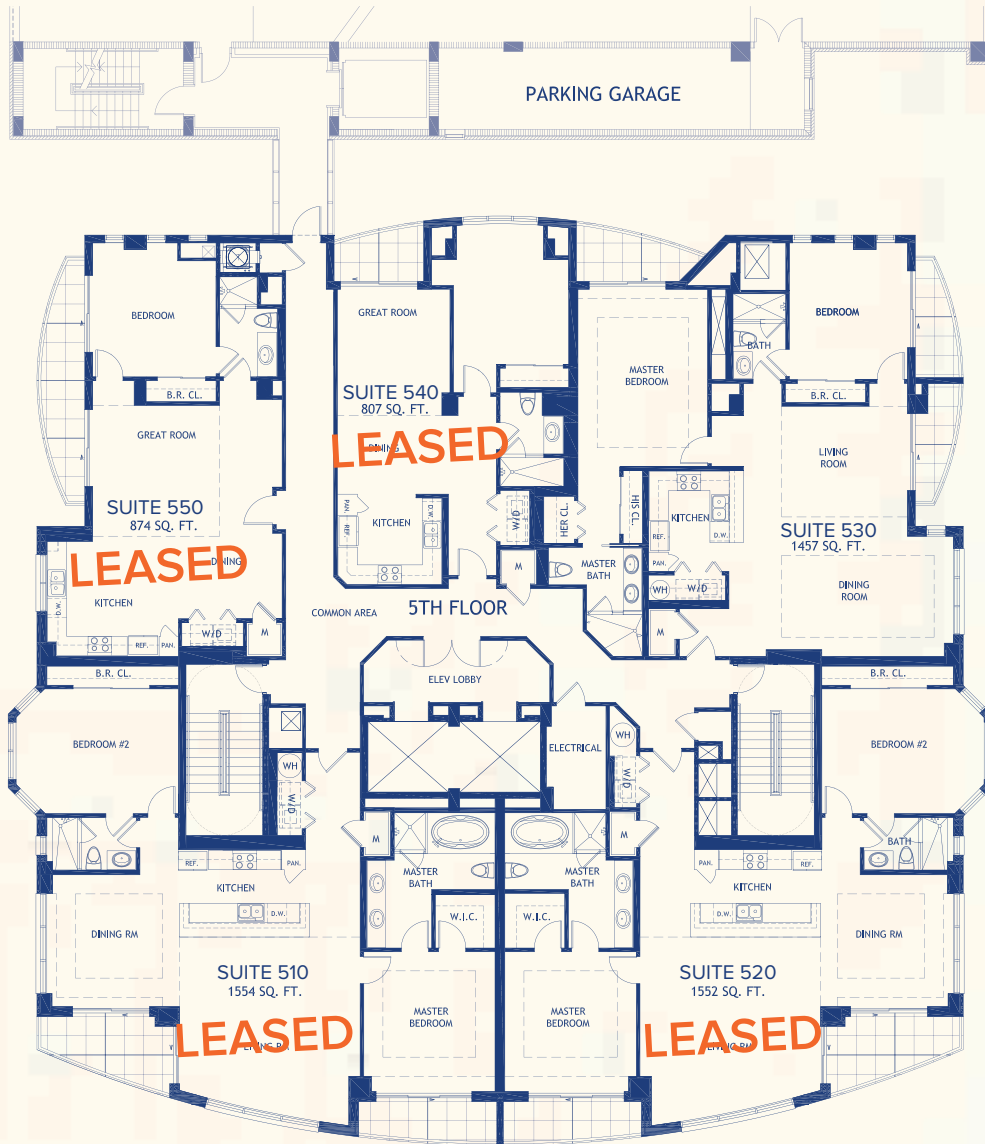 PARKING GARAGE
BEDROOM
B.R. CL.
GREAT ROOM
SUITE 550
874 SQ. FT.
LEASED
DINING
KITCHEN
D.W.
REF.
PAN.
W/D
M
GREAT ROOM
SUITE 540
807 SQ. FT.
LEASED
PAN.
REF.
KITCHEN
D.W.
W/D
M
MASTER
BEDROOM
HER CL.
HIS CL.
MASTER
BATH
BEDROOM
BATH
B.R. CL.
LIVING
ROOM
KITCHEN
REF.
D.W.
PAN.
SUITE 530
1457 SQ. FT.
DINING
ROOM
WH
W/D
M
COMMON AREA
5TH FLOOR
ELEV LOBBY
ELECTRICAL
B.R. CL.
BEDROOM #2
WH
W/D
M
REF.
PAN.
KITCHEN
D.W.
DINING RM
SUITE 510
1554 SQ. FT.
LEASED
MASTER
BATH
W.I.C.
MASTER
BEDROOM
WH
W/D
M
MASTER
BATH
W.I.C.
MASTER
BEDROOM
B.R. CL.
BEDROOM #2
BATH
PAN.
REF.
KITCHEN
D.W.
DINING RM
SUITE 520
1552 SQ. FT.
LEASED